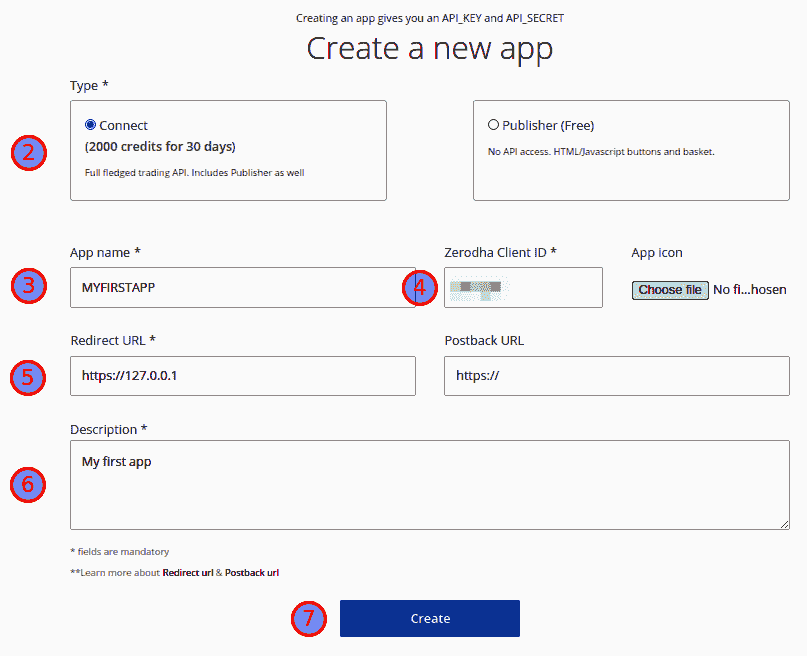 Creating an app gives you an API_KEY and API_SECRET
Create a new app
Type *
2
Connect
(2000 credits for 30 days)
Full fledged trading API. Includes Publisher as well
Publisher (Free)
No API access. HTML/Javascript buttons and basket.
App name *
3
MYFIRSTAPP
Zerodha Client ID *
4
App icon
Choose file No fi...hosen
Redirect URL *
5
https://127.0.0.1
Postback URL
https://
Description *
6
My first app
* fields are mandatory
**Learn more about Redirect url & Postback url
7
Create